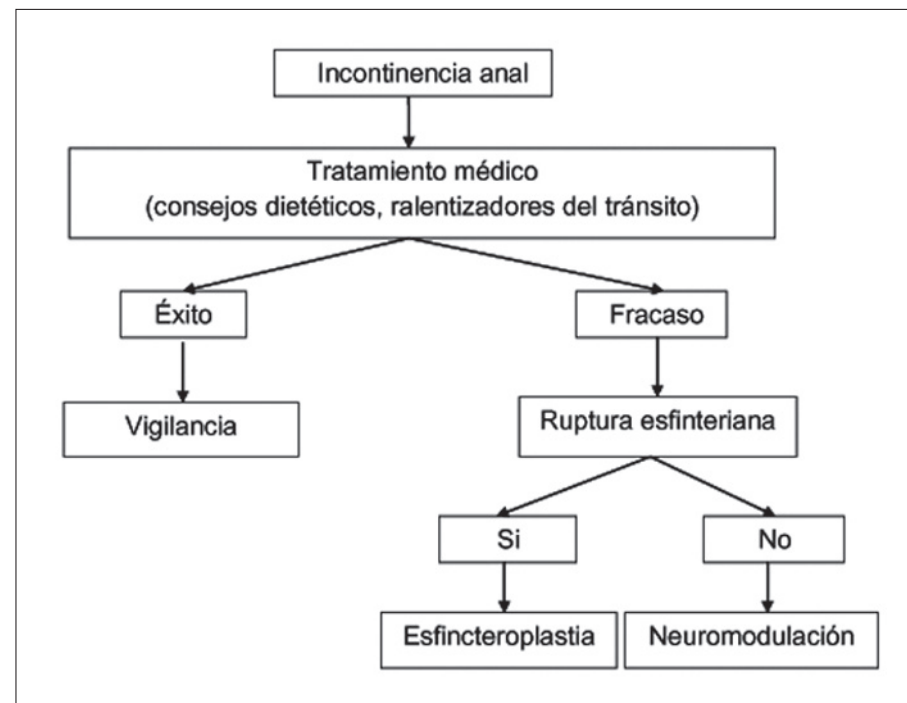 Incontinencia anal
Tratamiento médico
(consejos dietéticos, ralentizadores del tránsito)
Éxito
Fracaso
Vigilancia
Ruptura esfinteriana
Si
No
Esfincteroplastia
Neuromodulación